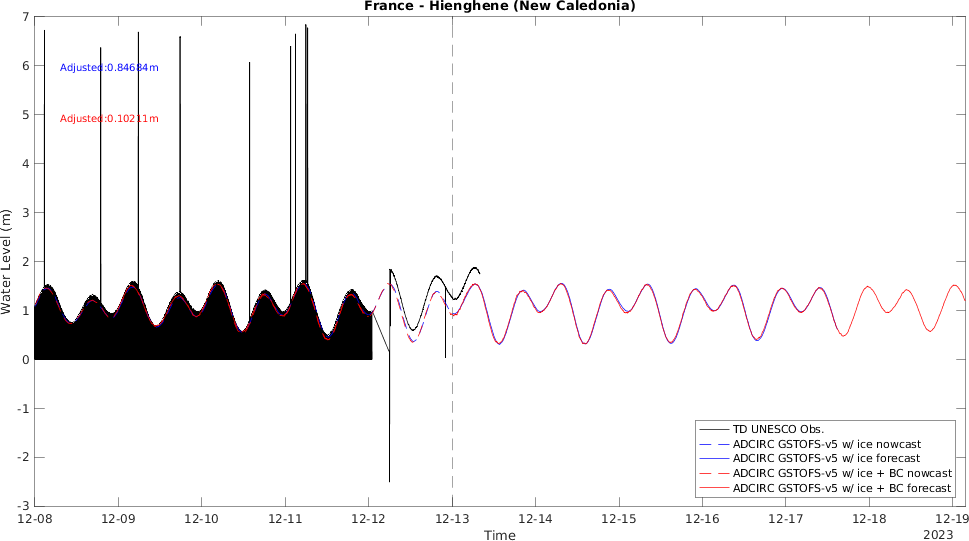 France - Hienghene (New Caledonia)
7
6
5
4
3
2
1
0
-1
-2
-3
Water Level (m)
Adjusted:0.84684m
Adjusted:0.10211m
TD UNESCO Obs.
ADCIRC GSTOFS-v5 w/ ice nowcast
ADCIRC GSTOFS-v5 w/ ice forecast
ADCIRC GSTOFS-v5 w/ ice + BC nowcast
ADCIRC GSTOFS-v5 w/ ice + BC forecast
12-08 12-09 12-10 12-11 12-12 12-13 12-14 12-15 12-16 12-17 12-18 12-19
Time
2023